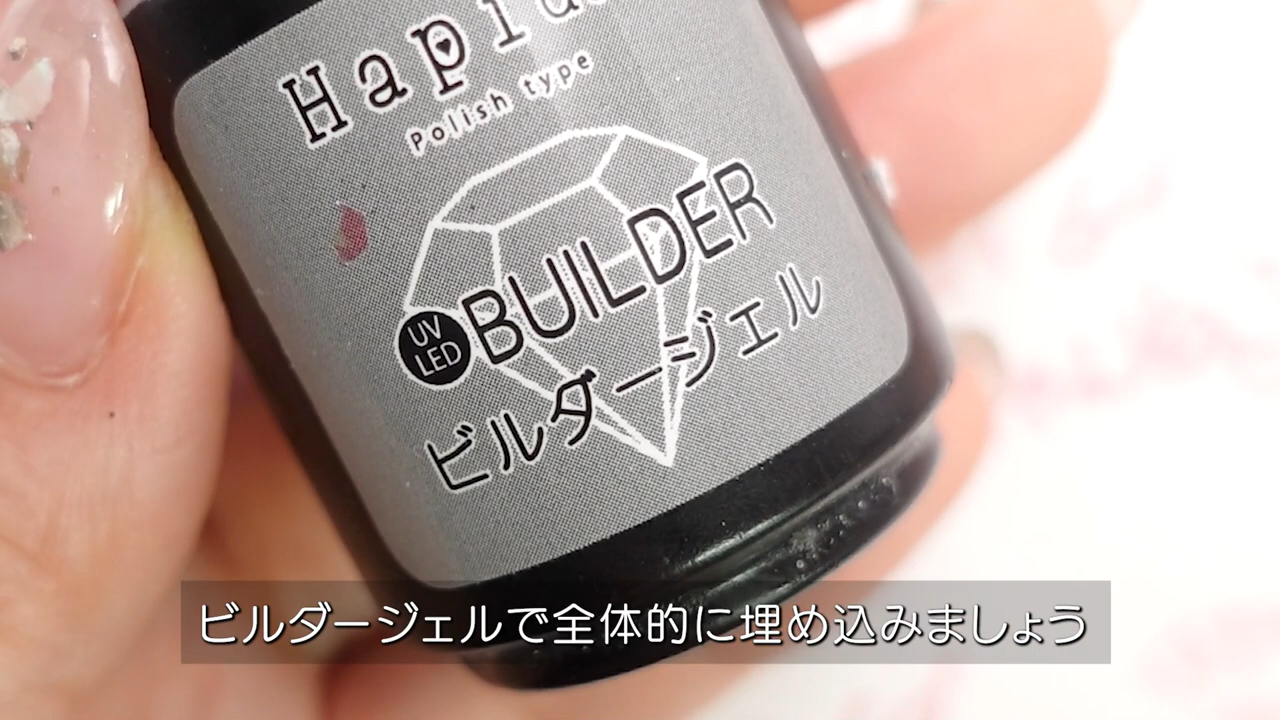 Polish type
UV
LED
BUILDER
ビルダージェル
ビルダージェルで全体的に埋め込みましょう